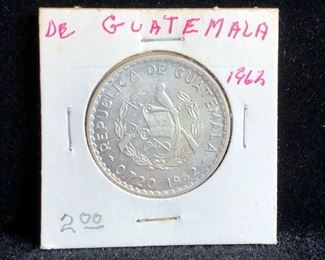 DE GUATEMALA
1962
REPUBLICA DE GUATEMALA
0.720 1962
2.00